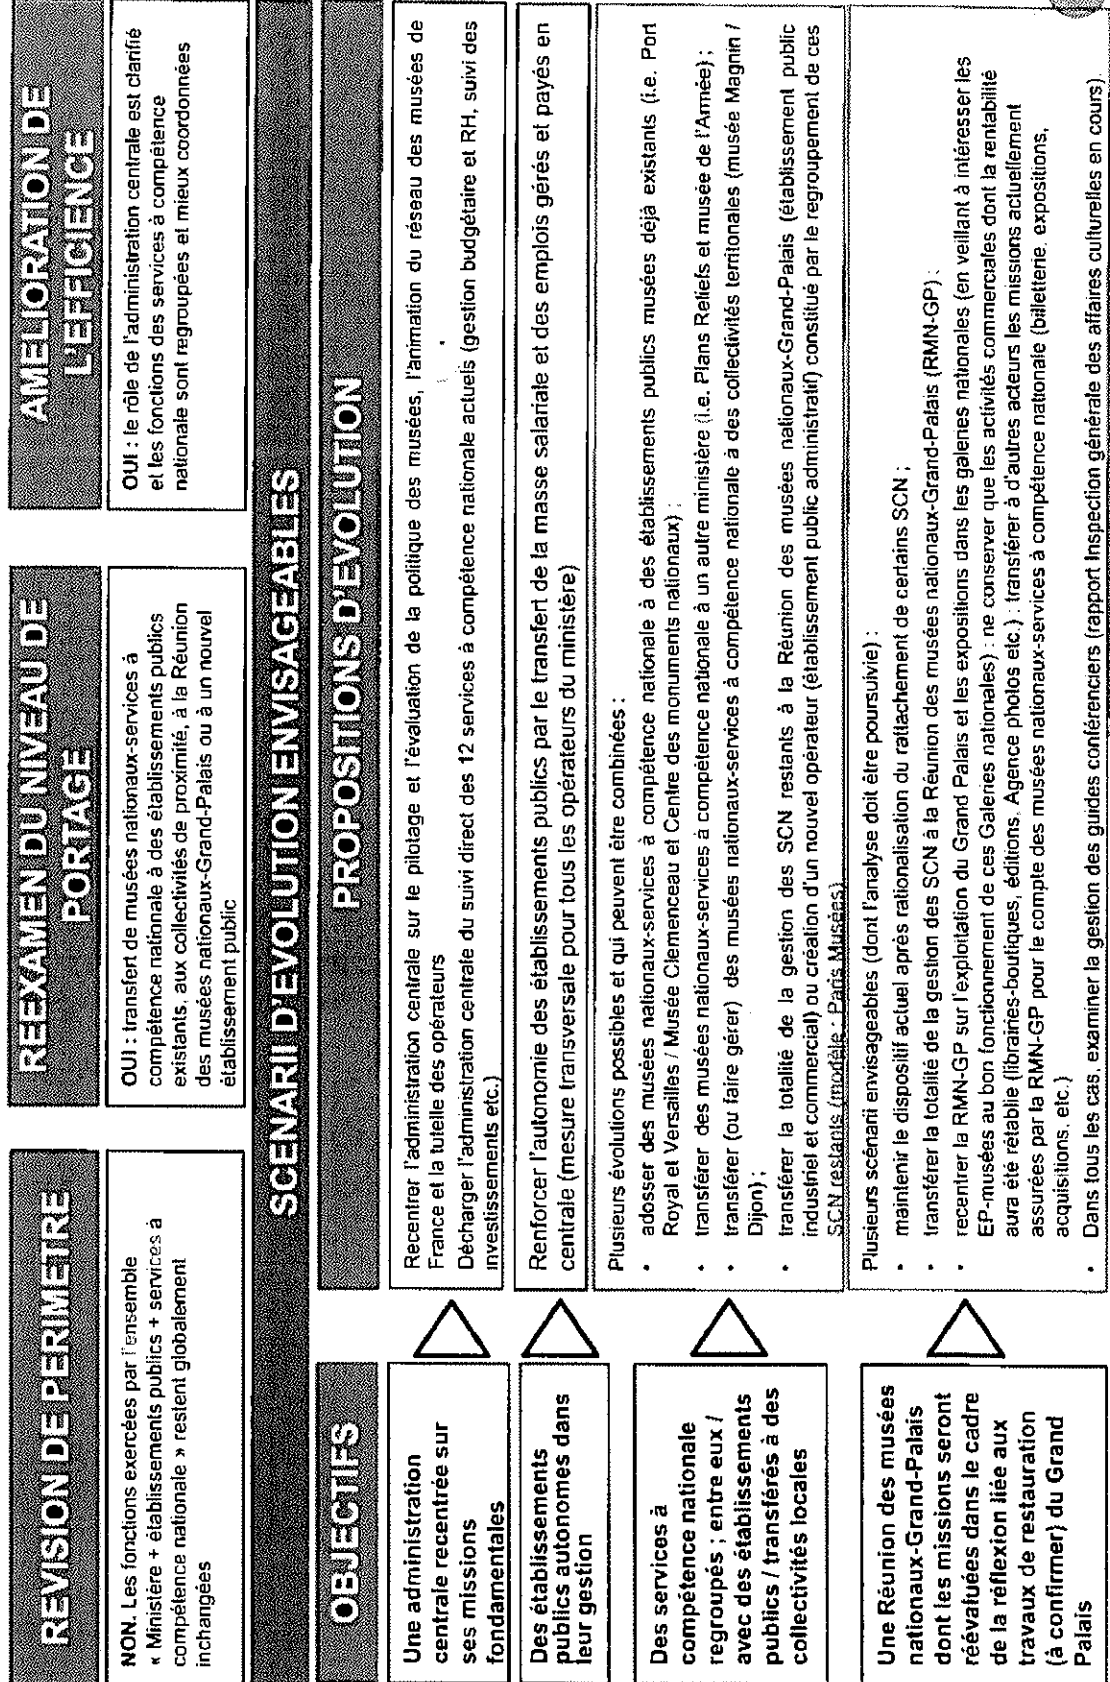 REVISION DE PERIMETRE
NON. Les fonctions exercées par l'ensemble
« Ministère + établissements publics + services à
compétence nationale » restent globalement
inchangées
REEXAMEN DU NIVEAU DE
PORTAGE
OUI : transfert de musées nationaux-services à
compétence nationale à des établissements publics
existants, aux collectivités de proximité, à la Réunion
des musées nationaux-Grand-Palais ou à un nouvel
établissement public
AMELIORATION DE
L'EFFICIENCE
OUI : le rôle de l'administration centrale est clarifié
et les fonctions des services à compétence
nationale sont regroupées et mieux coordonnées
SCENARII D'EVOLUTION ENVISAGEABLES
OBJECTIFS
PROPOSITIONS D'EVOLUTION
Une administration
centrale recentrée sur
ses missions
fondamentales
Recentrer l'administration centrale sur le pilotage et l'évaluation de la politique des musées, l'animation du réseau des musées de
France et la tutelle des opérateurs
Décharger l'administration centrale du suivi direct des 12 services à compétence nationale actuels (gestion budgétaire et RH, suivi des
investissements etc.)
Des établissements
publics autonomes dans
leur gestion
Renforcer l'autonomie des établissements publics par le transfert de la masse salariale et des emplois gérés et payés en
centrale (mesure transversale pour tous les opérateurs du ministère)
Des services à
compétence nationale
regroupés ; entre eux /
avec des établissements
publics / transférés à des
collectivités locales
Plusieurs évolutions possibles et qui peuvent être combinées :
• adosser des musées nationaux-services à compétence nationale à des établissements publics musées déjà existants (i.e. Port
Royal et Versailles / Musée Clemenceau et Centre des monuments nationaux) ;
• transférer des musées nationaux-services à compétence nationale à un autre ministère (i.e. Plans Reliefs et musée de l'Armée) ;
• transférer (ou faire gérer) des musées nationaux-services à compétence nationale à des collectivités territoriales (musée Magnin /
Dijon) ;
• transférer la totalité de la gestion des SCN restants à la Réunion des musées nationaux-Grand-Palais (établissement public
industriel et commercial) ou création d'un nouvel opérateur (établissement public administratif) constitué par le regroupement de ces
SCN restants (modèle : Paris Musées)
Une Réunion des musées
nationaux-Grand-Palais
dont les missions seront
réévaluées dans le cadre
de la réflexion liée aux
travaux de restauration
(à confirmer) du Grand
Palais
Plusieurs scénarii envisageables (dont l'analyse doit être poursuivie) :
• maintenir le dispositif actuel après rationalisation du rattachement de certains SCN ;
• transférer la totalité de la gestion des SCN à la Réunion des musées nationaux-Grand-Palais (RMN-GP) ;
• recentrer la RMN-GP sur l'exploitation du Grand Palais et les expositions dans les galeries nationales (en veillant à intéresser les
EP-musées au bon fonctionnement de ces Galeries nationales) : ne conserver que les activités commerciales dont la rentabilité
aura été rétablie (librairies-boutiques, éditions, Agence photos etc.) : transférer à d'autres acteurs les missions actuellement
assurées par la RMN-GP pour le compte des musées nationaux-services à compétence nationale (billetterie, expositions,
acquisitions, etc.)
• Dans tous les cas, examiner la gestion des guides conférenciers (rapport Inspection générale des affaires culturelles en cours).